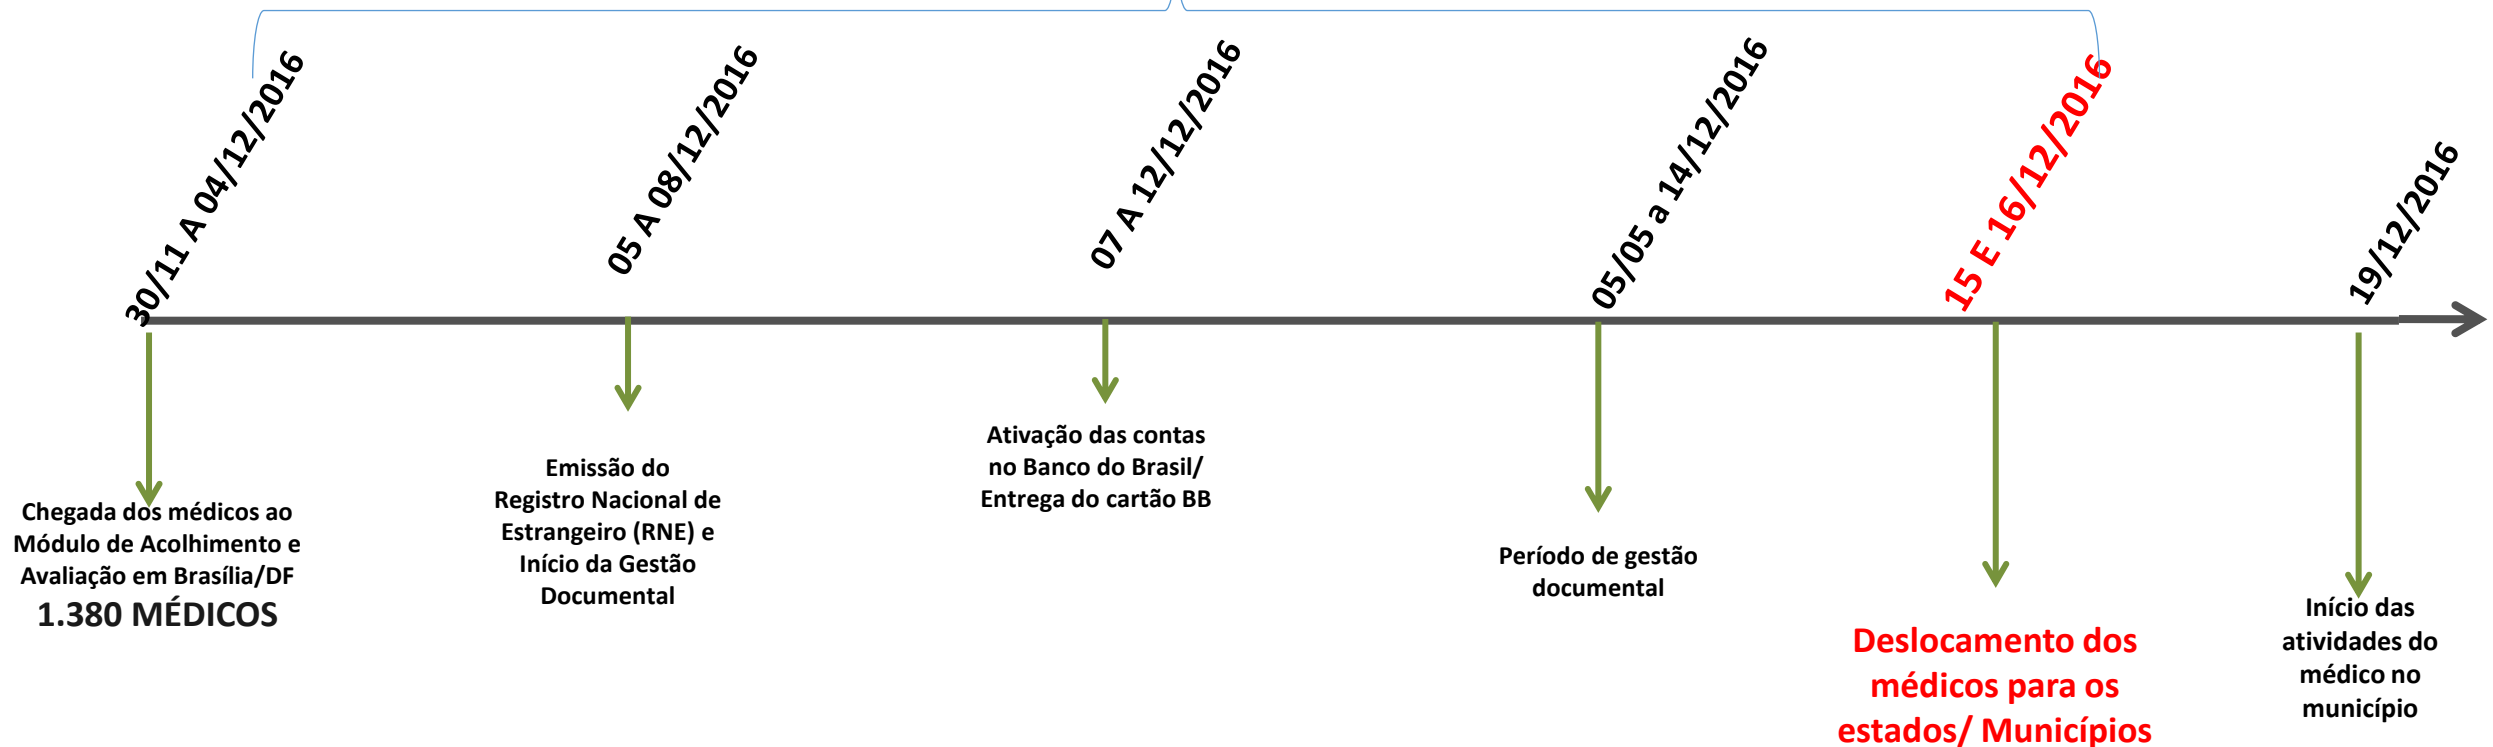 30/11 A 04/12/2016
05 A 08/12/2016
07 A 12/12/2016
05/05 a 14/12/2016
15 E 16/12/2016
19/12/2016
Chegada dos médicos ao
Módulo de Acolhimento e
Avaliação em Brasília/DF
1.380 MÉDICOS
Emissão do
Registro Nacional de
Estrangeiro (RNE) e
Início da Gestão
Documental
Ativação das contas
no Banco do Brasil/
Entrega do cartão BB
Período de gestão
documental
Deslocamento dos
médicos para os
estados/ Municípios
Início das
atividades do
médico no
município